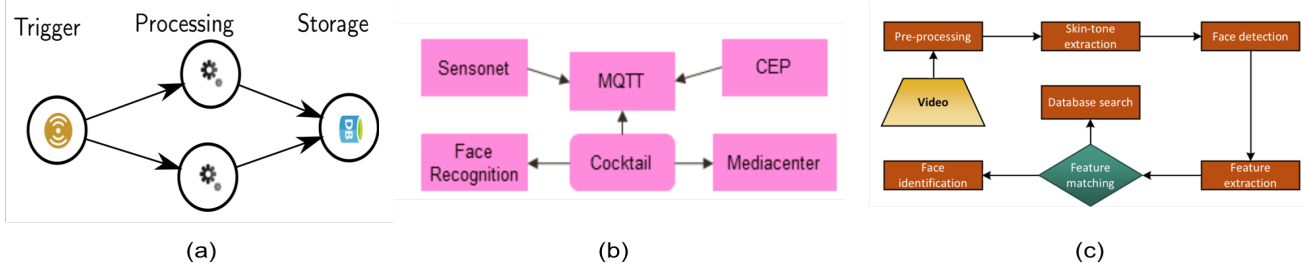 Trigger
Processing
Storage
DB
(a)
Sensonet
MQTT
CEP
Face
Recognition
Cocktail
Mediacenter
(b)
Pre-processing
Skin-tone
extraction
Face detection
Video
Database search
Face
identification
Feature
matching
Feature
extraction
(c)